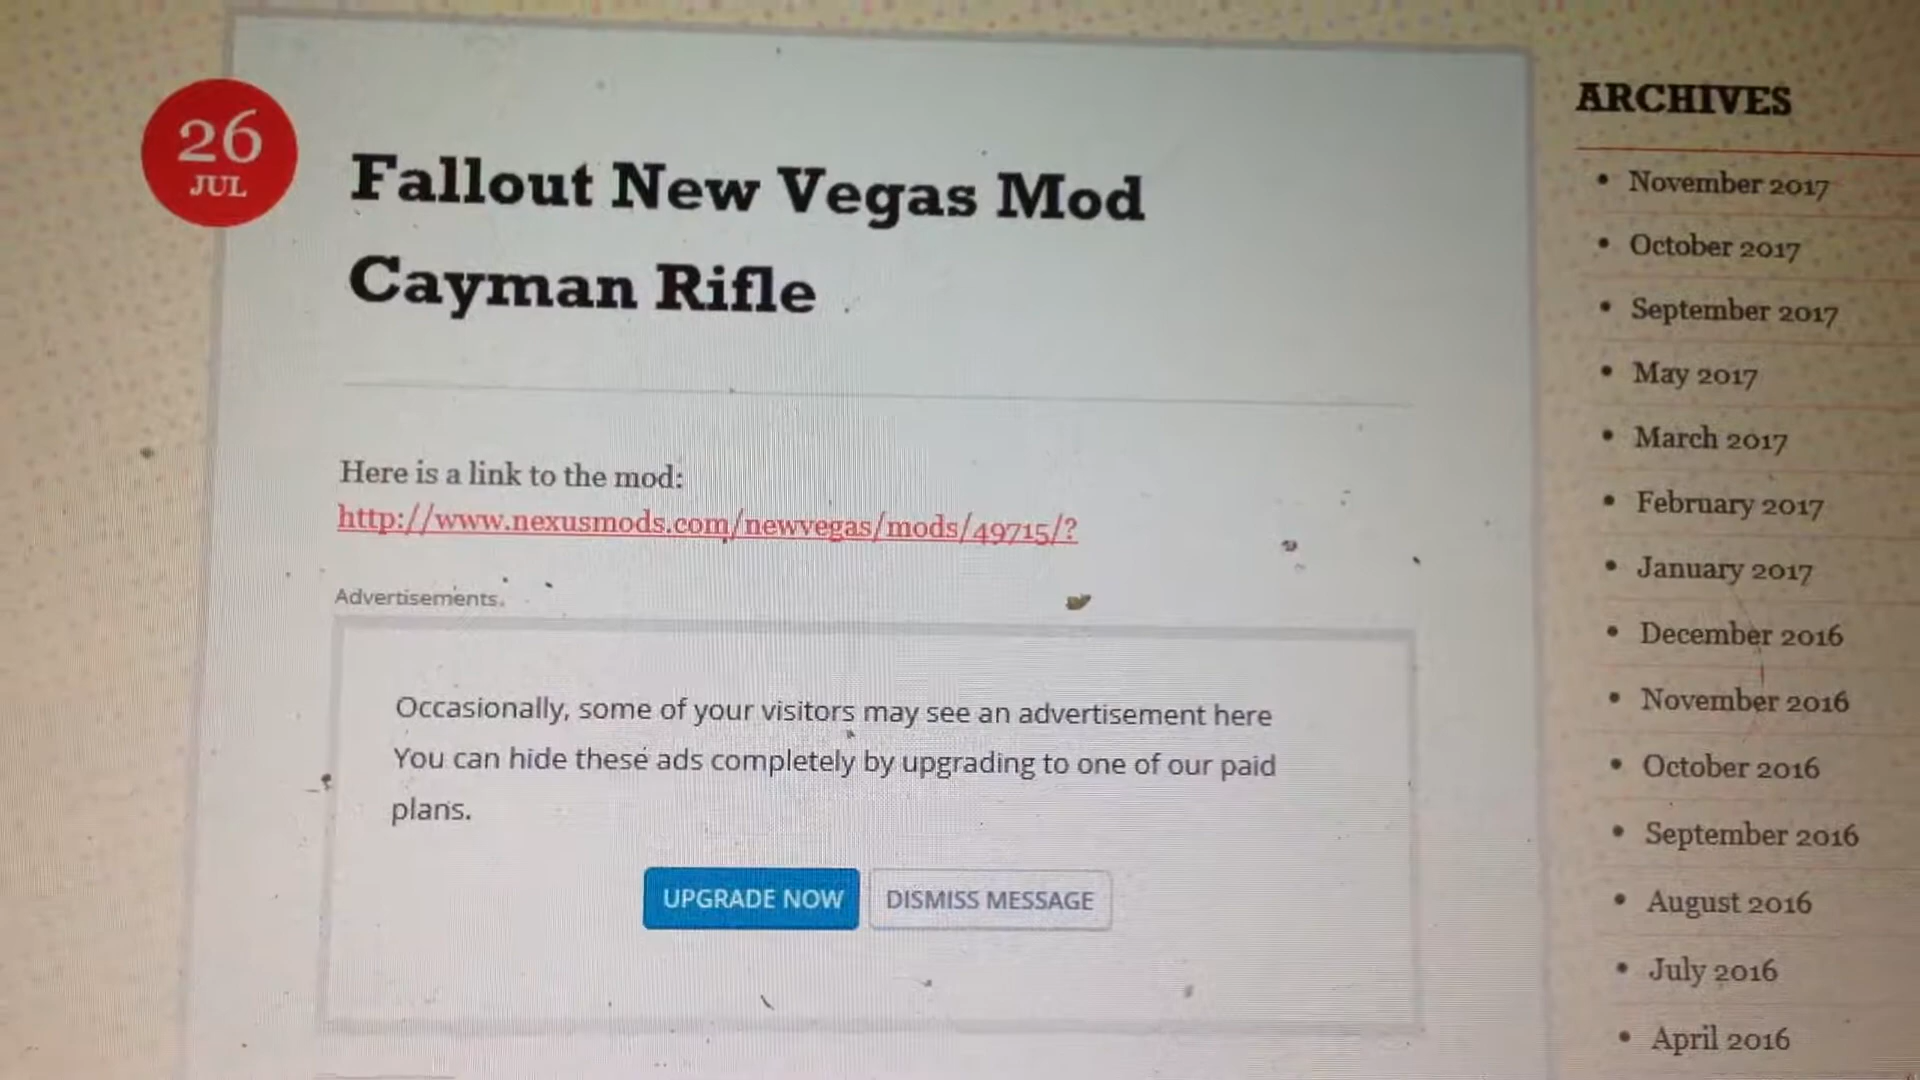 26
JUL
Fallout New Vegas Mod
Cayman Rifle
Here is a link to the mod:
http://www.nexusmods.com/newvegas/mods/49715/?
Advertisements
Occasionally, some of your visitors may see an advertisement here
You can hide these ads completely by upgrading to one of our paid
plans.
UPGRADE NOW
DISMISS MESSAGE
ARCHIVES
November 2017
October 2017
September 2017
May 2017
March 2017
February 2017
January 2017
December 2016
November 2016
October 2016
September 2016
August 2016
July 2016
April 2016